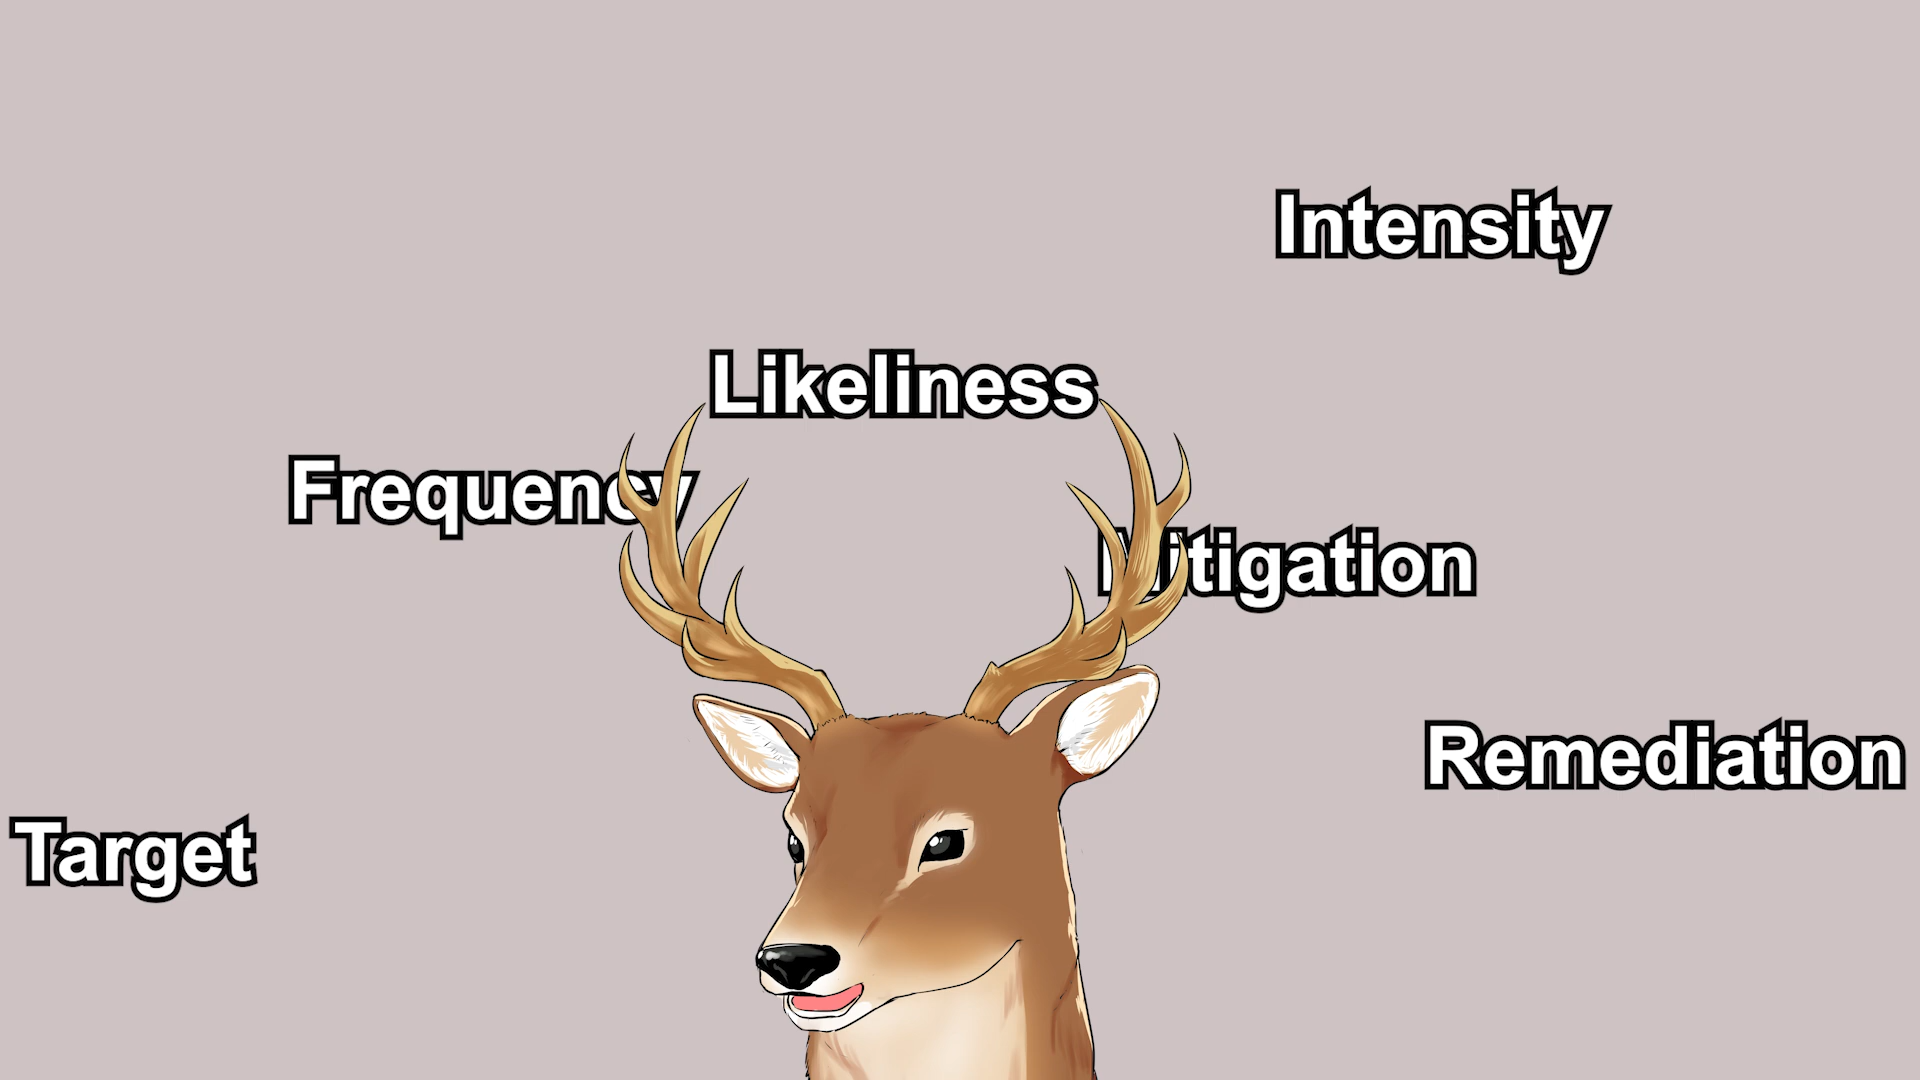 Intensity
Likeliness
Frequency
Mitigation
Remediation
Target